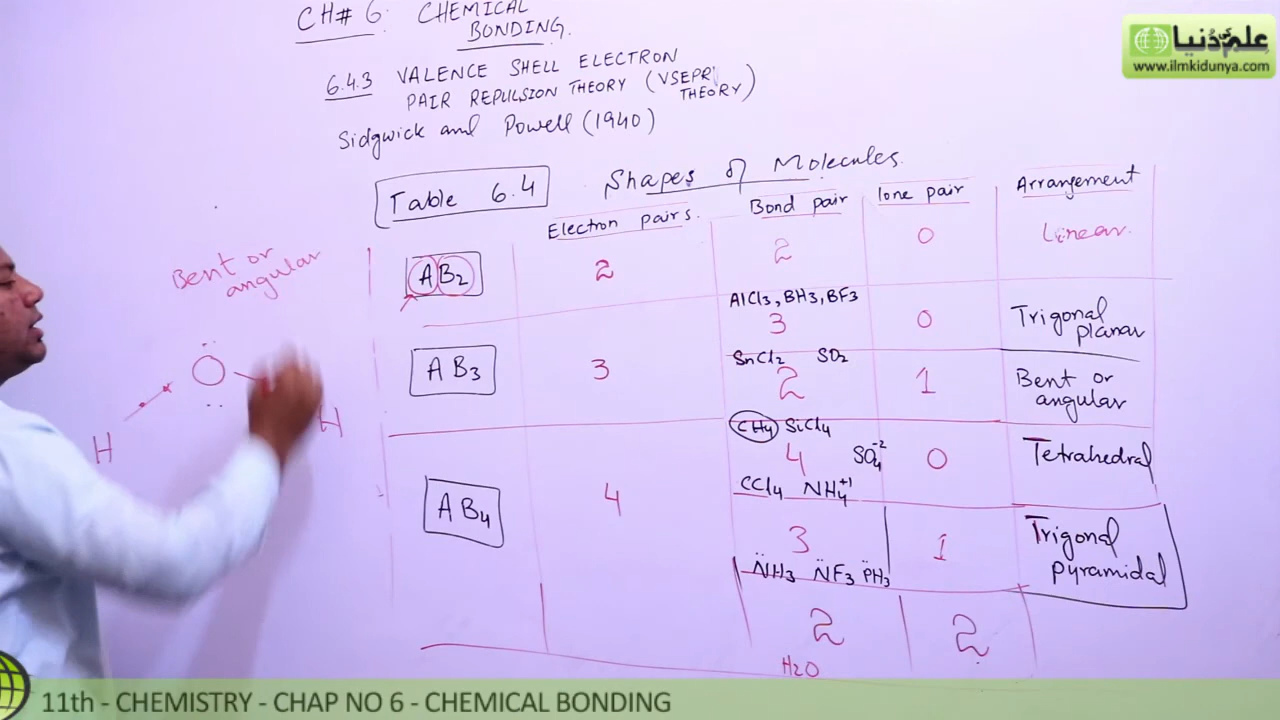 CH# 6. CHEMICAL
BONDING.
6.4.3 VALENCE SHELL ELECTRON
PAIR REPULSION THEORY (VSEPR
THEORY)
Sidgwick and Powell (1940)
علم کی دُنیا
www.ilmkidunya.com
Table 6.4
Shapes of Molecules.
Electron pairs.
Bond pair
lone pair
Arrangement
AB2
2
2
0
Linear.
AB3
3
AlCl3, BH3, BF3
3
0
Trigonal
planar
SnCl2 SO2
2
1
Bent or
angular
AB4
4
CH4 SiCl4
4 SO4-2
CCl4 NH4+1
0
Tetrahedral
3
N̈H3 N̈F3 P̈H3
1
Trigonal
pyramidal
2
H2O
2
Bent or
angular
O
H H
11th - CHEMISTRY - CHAP NO 6 - CHEMICAL BONDING